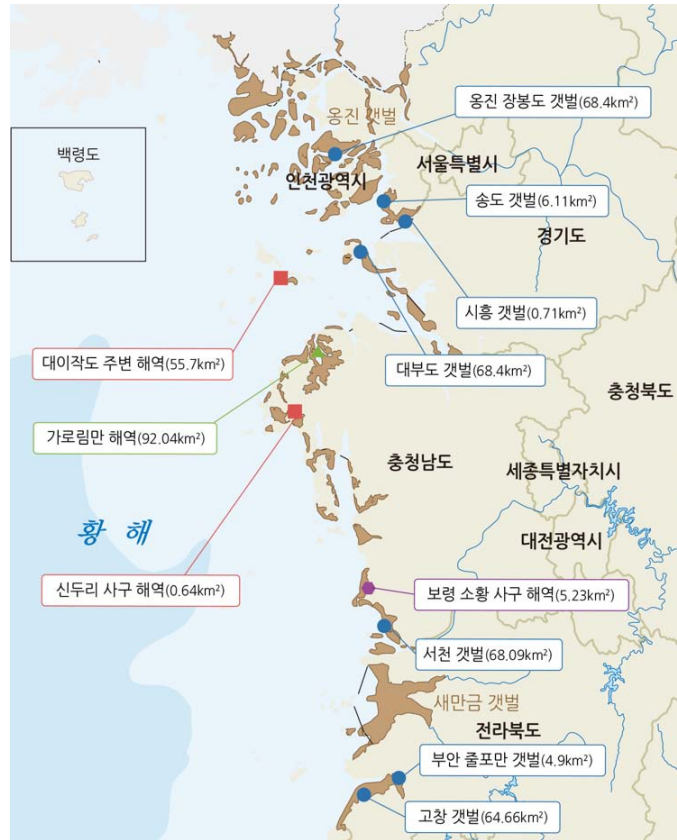 옹진 장봉도 갯벌(68.4km²)
옹진 갯벌
백령도
서울특별시
인천광역시
송도 갯벌(6.11km²)
경기도
시흥 갯벌(0.71km²)
대이작도 주변 해역(55.7km²)
대부도 갯벌(68.4km²)
충청북도
가로림만 해역(92.04km²)
충청남도
세종특별자치시
황 해
대전광역시
신두리 사구 해역(0.64km²)
보령 소황 사구 해역(5.23km²)
서천 갯벌(68.09km²)
새만금 갯벌
전라북도
부안 줄포만 갯벌(4.9km²)
고창 갯벌(64.66km²)